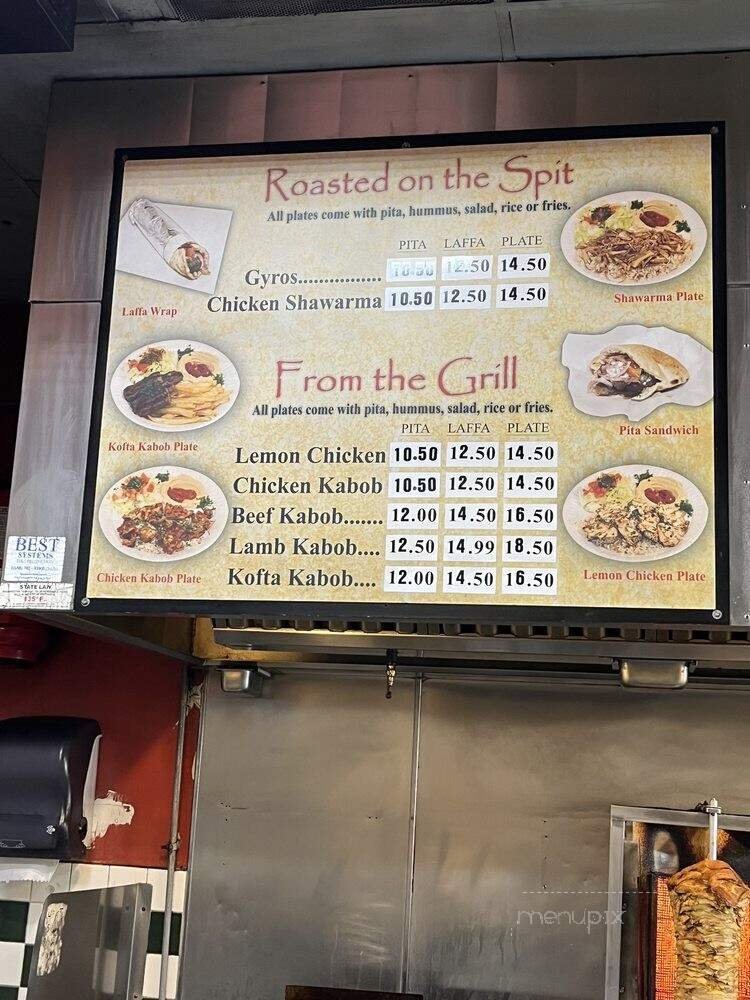 Roasted on the Spit
All plates come with pita, hummus, salad, rice or fries.
PITA LAFFA PLATE
Gyros................ 10.50 12.50 14.50
Chicken Shawarma 10.50 12.50 14.50
Laffa Wrap
Shawarma Plate
From the Grill
All plates come with pita, hummus, salad, rice or fries.
PITA LAFFA PLATE
Pita Sandwich
Kofta Kabob Plate
Lemon Chicken 10.50 12.50 14.50
Chicken Kabob 10.50 12.50 14.50
Beef Kabob....... 12.00 14.50 16.50
Lamb Kabob.... 12.50 14.99 18.50
Kofta Kabob.... 12.00 14.50 16.50
Chicken Kabob Plate
Lemon Chicken Plate
BEST
SYSTEMS
STATE LAW
135°F
menupix